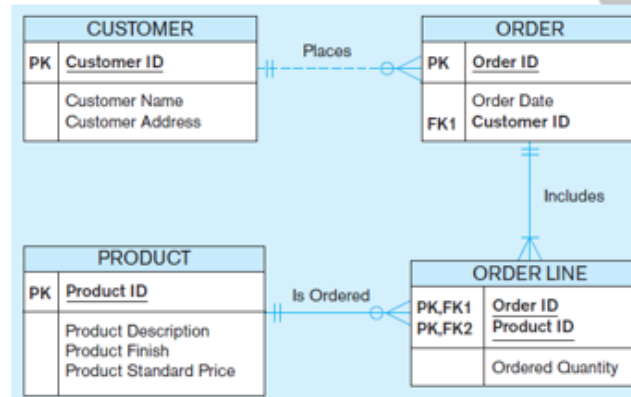 CUSTOMER
PK Customer ID
Customer Name
Customer Address
Places
ORDER
PK Order ID
Order Date
FK1 Customer ID
Includes
PRODUCT
PK Product ID
Product Description
Product Finish
Product Standard Price
Is Ordered
ORDER LINE
PK,FK1 Order ID
PK,FK2 Product ID
Ordered Quantity